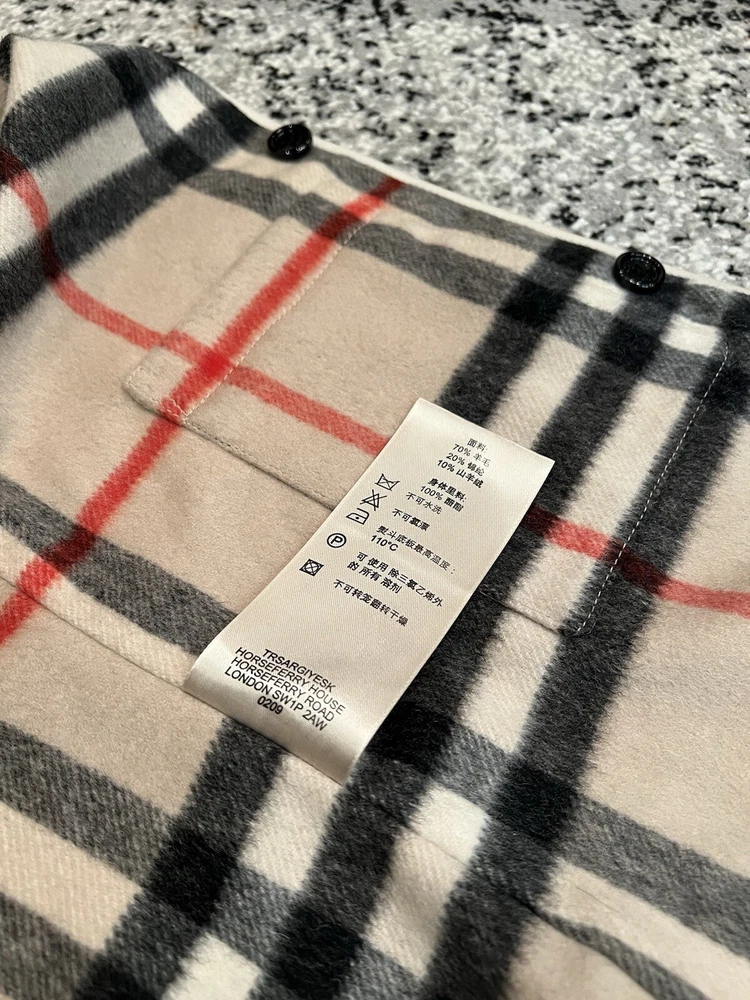 面料:
70% 羊毛
20% 锦纶
10% 山羊绒
身体里料:
100% 醋酯
不可水洗
不可氯漂
熨斗底板最高温度:
110°C
P
可 使用 除三氯乙烯外
的 所有 溶剂
不可转笼翻转干燥
TRSARGIYESK
HORSEFERRY HOUSE
HORSEFERRY ROAD
LONDON SW1P 2AW
0209